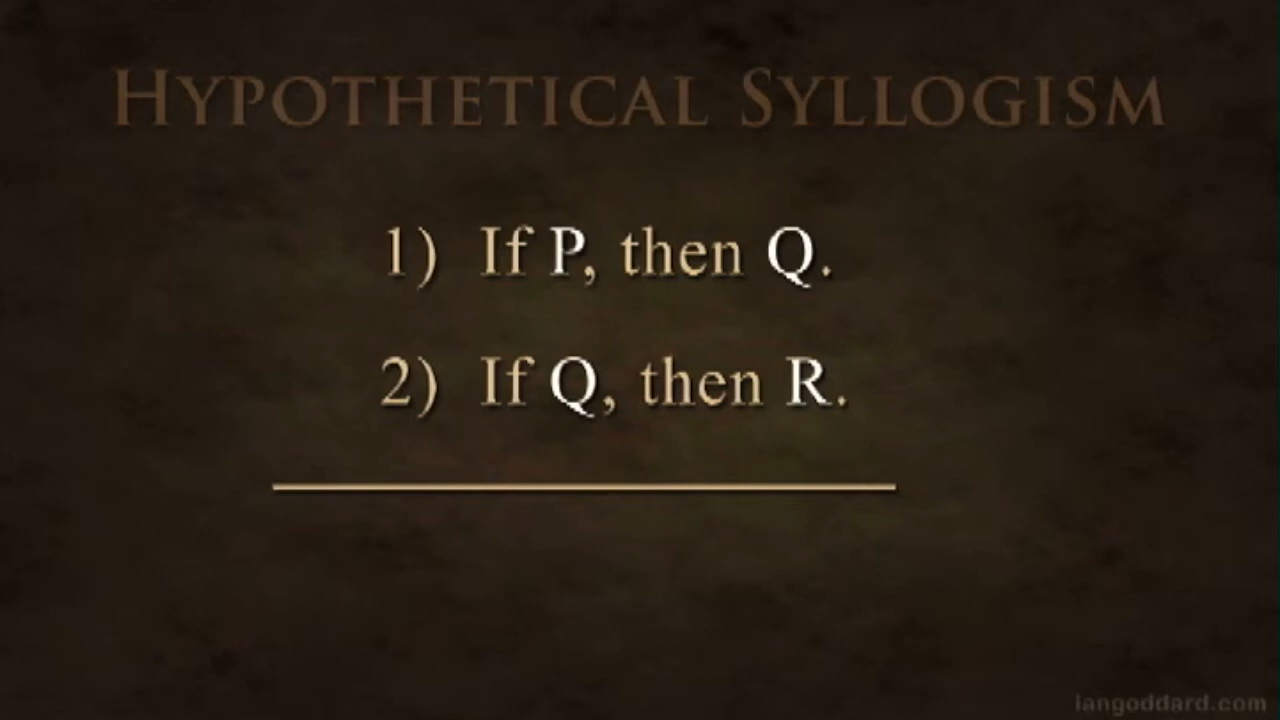 HYPOTHETICAL SYLLOGISM
1) If P, then Q.
2) If Q, then R.
iangoddard.com